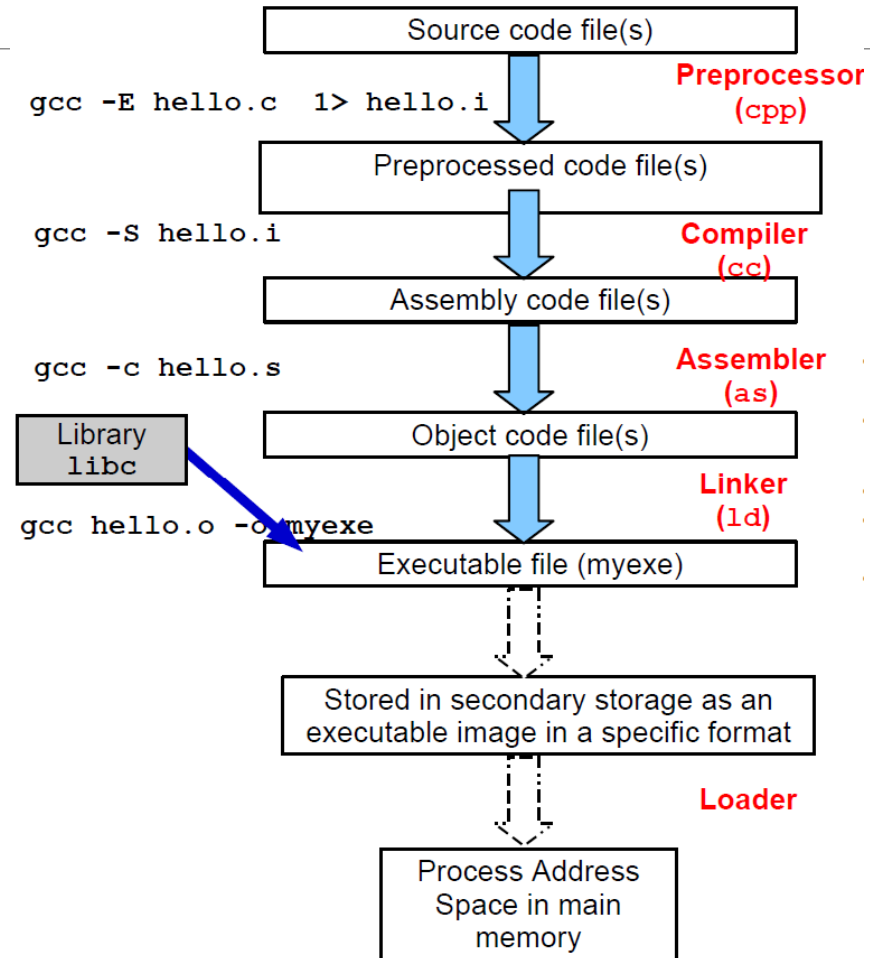 Source code file(s)
Preprocessor
(cpp)
gcc -E hello.c  1> hello.i
Preprocessed code file(s)
gcc -S hello.i
Compiler
(cc)
Assembly code file(s)
gcc -c hello.s
Assembler
(as)
Library
libc
Object code file(s)
Linker
(ld)
gcc hello.o -o myexe
Executable file (myexe)
Stored in secondary storage as an
executable image in a specific format
Loader
Process Address
Space in main
memory